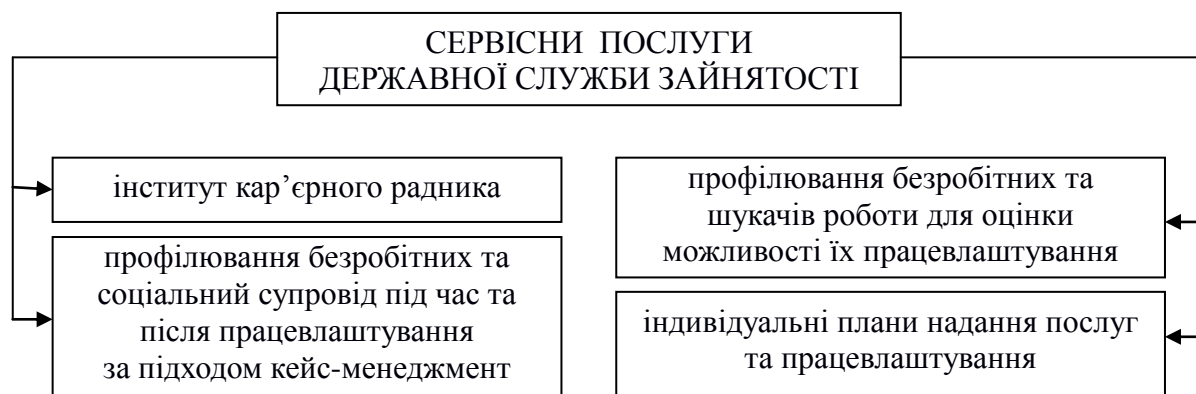 СЕРВІСНИ ПОСЛУГИ
ДЕРЖАВНОЇ СЛУЖБИ ЗАЙНЯТОСТІ
інститут кар’єрного радника
профілювання безробітних та
соціальний супровід під час та
після працевлаштування
за підходом кейс-менеджмент
профілювання безробітних та
шукачів роботи для оцінки
можливості їх працевлаштування
індивідуальні плани надання послуг
та працевлаштування